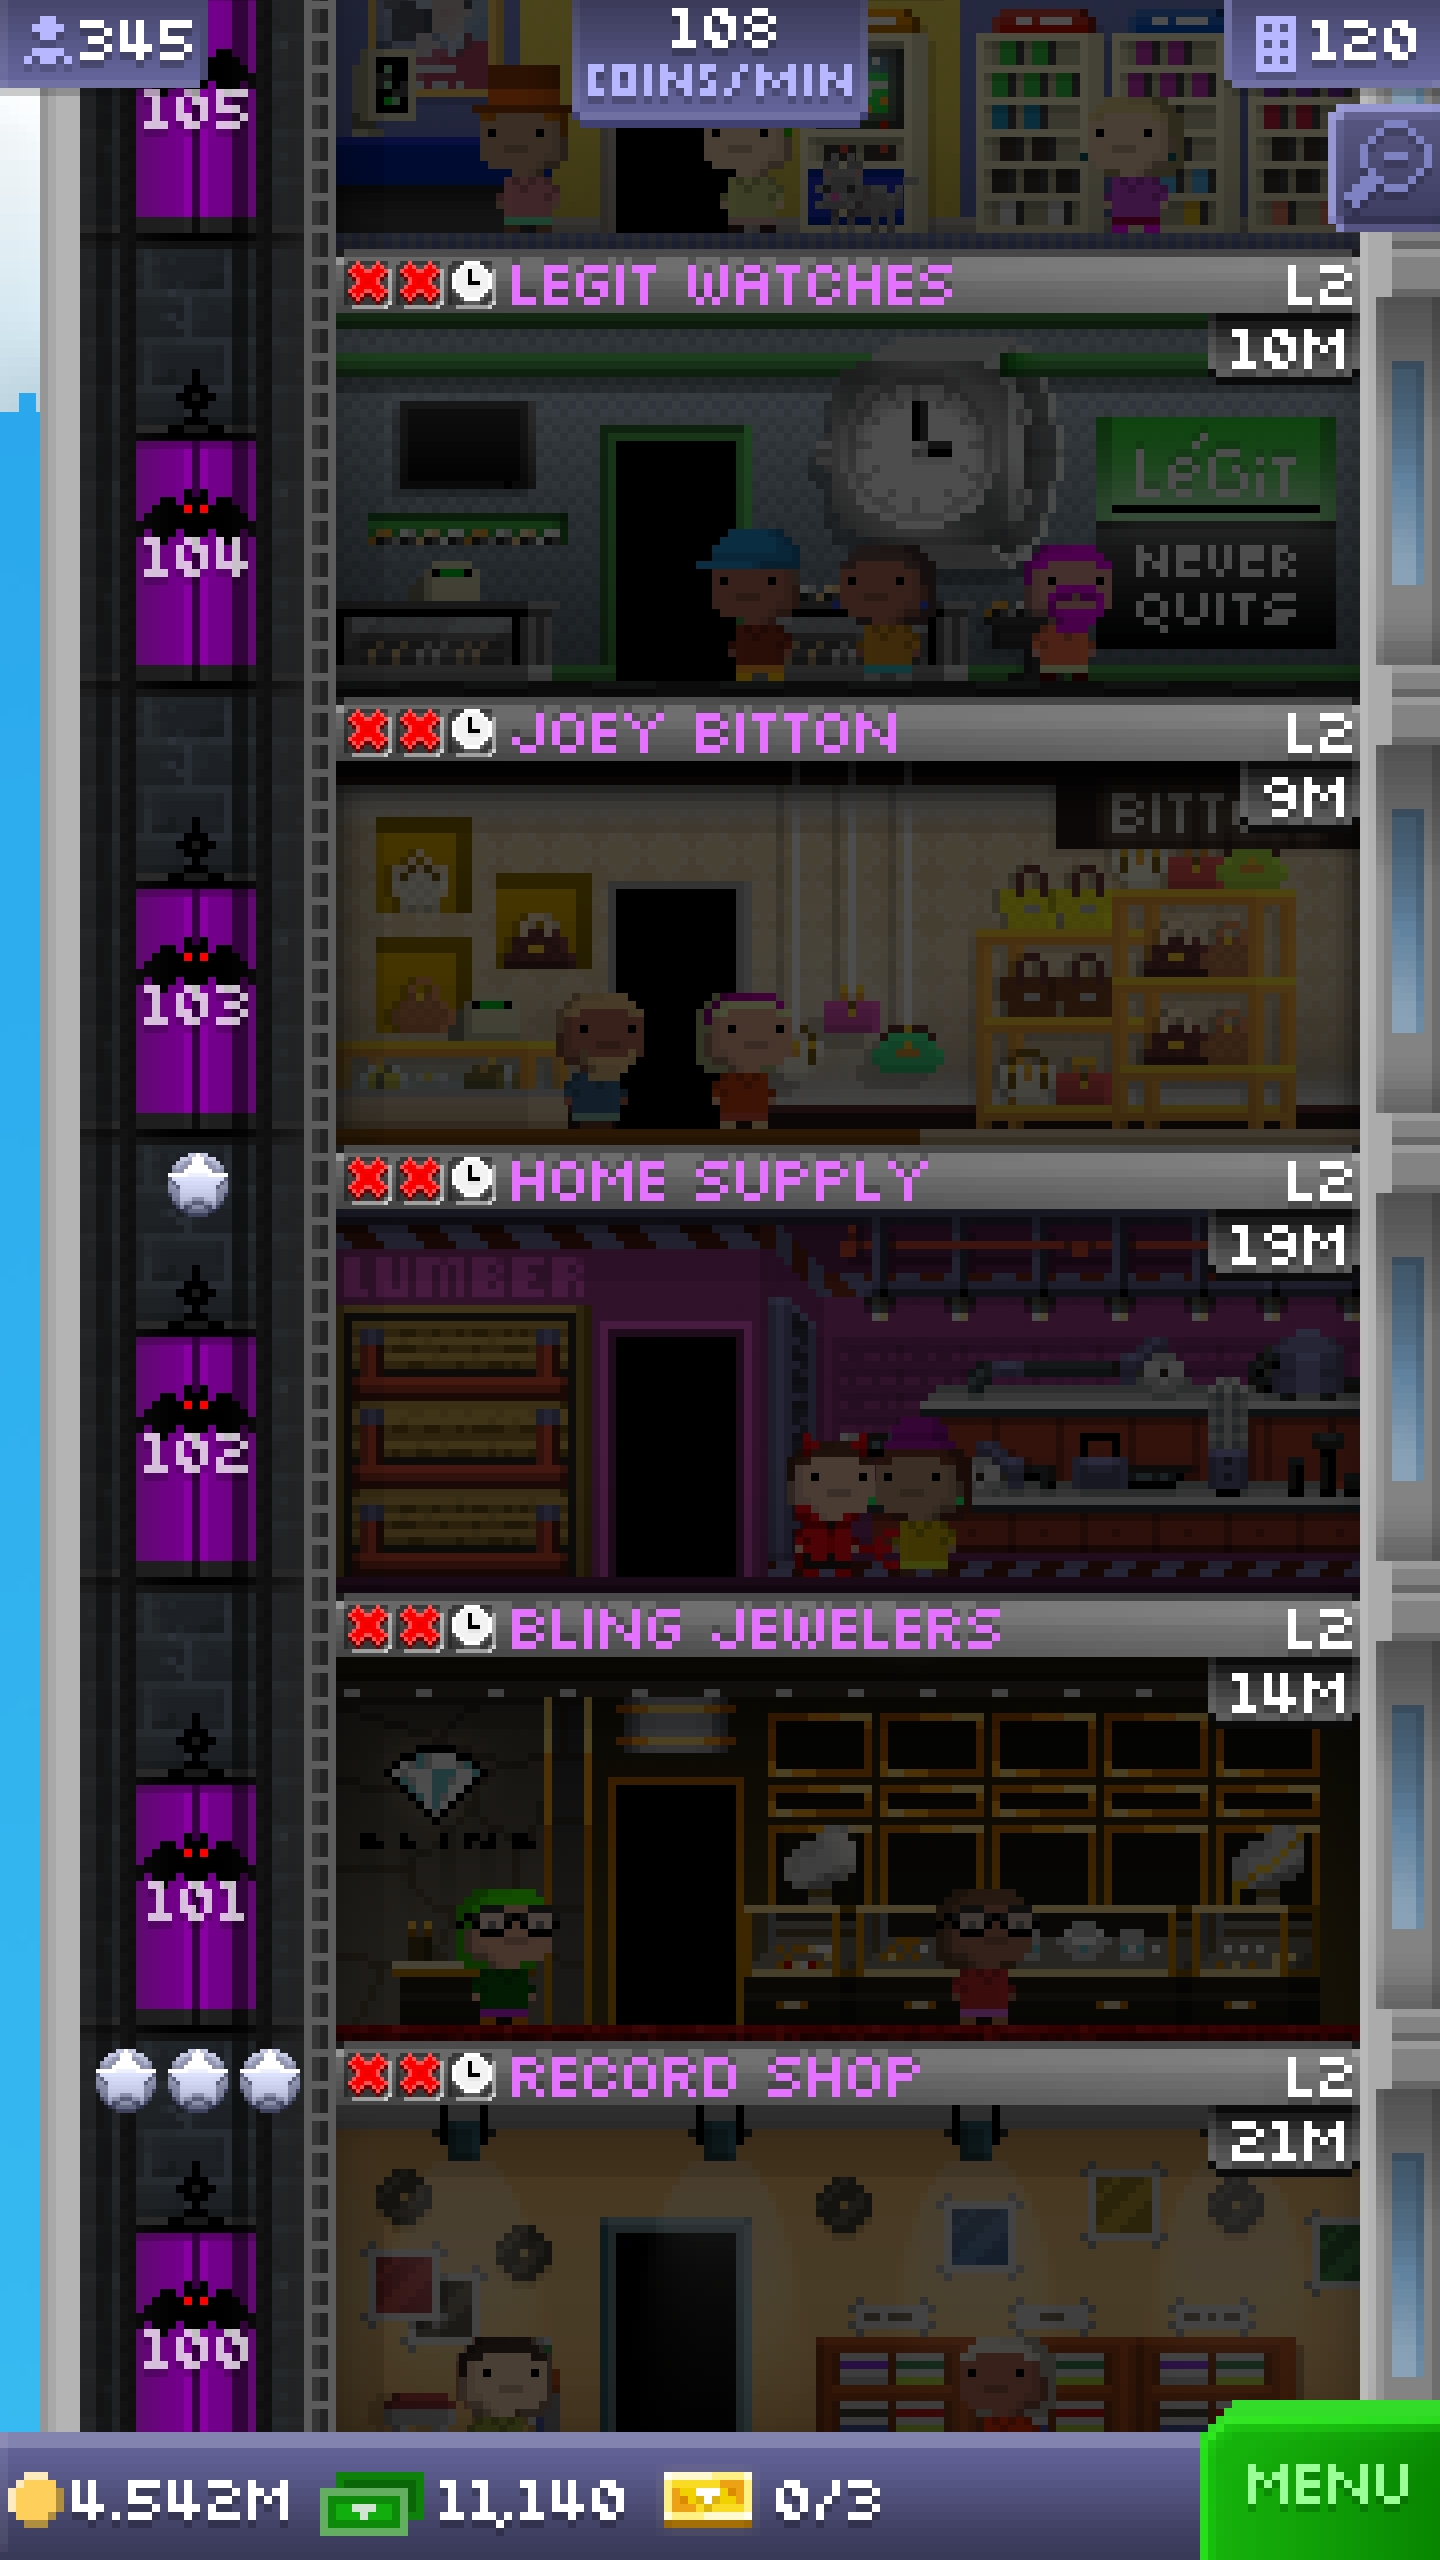 345
108
COINS/MIN
120
105
LEGIT WATCHES L2
10M
LéGiT
NEVER
QUITS
104
JOEY BITTON L2
9M
BITT
103
HOME SUPPLY L2
19M
LUMBER
102
BLING JEWELERS L2
14M
BLING
101
RECORD SHOP L2
21M
100
4.542M 11,140 0/3
MENU